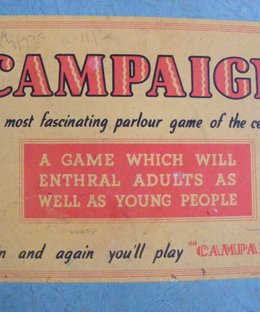 CAMPAIG
most fascinating parlour game of the ce
A GAME WHICH WILL
ENTHRAL ADULTS AS
WELL AS YOUNG PEOPLE
in and again you'll play "CAMPA